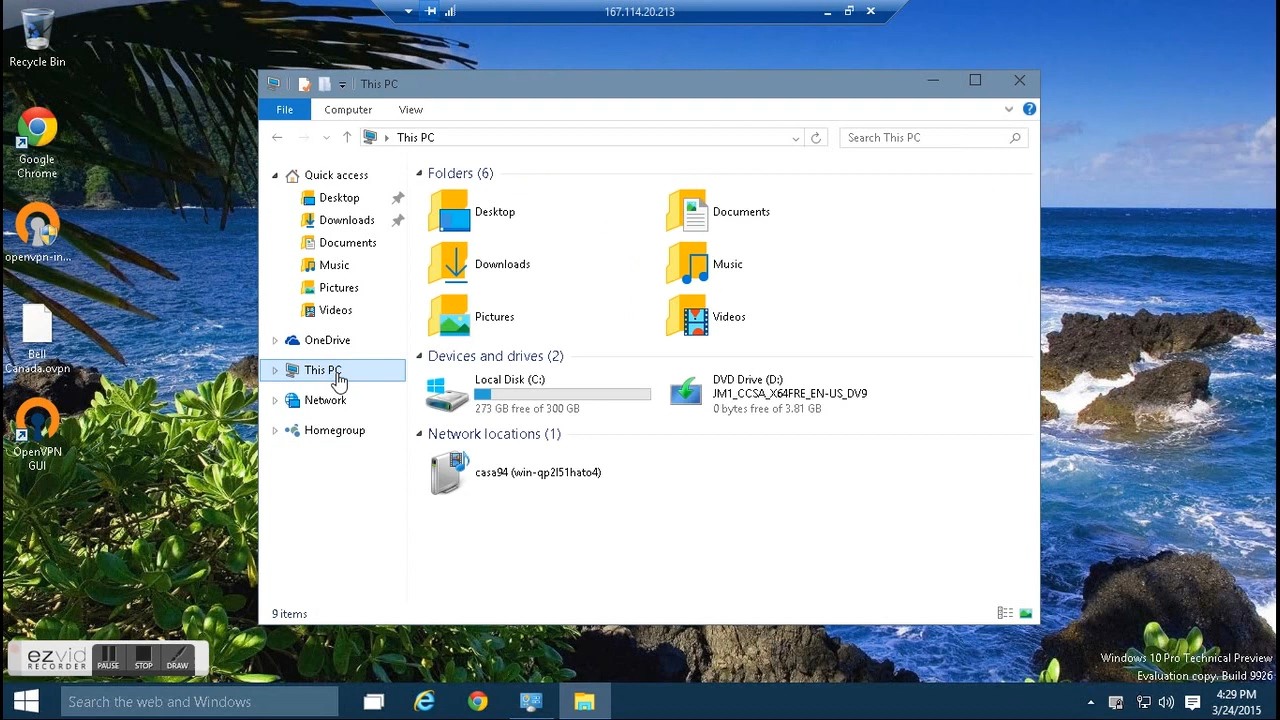 167.114.20.213
Recycle Bin
Google
Chrome
openvpn-in...
Bell
Canada.ovpn
OpenVPN
GUI
This PC
File
Computer
View
This PC
Search This PC
Quick access
Desktop
Downloads
Documents
Music
Pictures
Videos
OneDrive
This PC
Network
Homegroup
Folders (6)
Desktop
Documents
Downloads
Music
Pictures
Videos
Devices and drives (2)
Local Disk (C:)
273 GB free of 300 GB
DVD Drive (D:)
JM1_CCSA_X64FRE_EN-US_DV9
0 bytes free of 3.81 GB
Network locations (1)
casa94 (win-qp2l51hato4)
9 items
ezvid
RECORDER
PAUSE
STOP
DRAW
Windows 10 Pro Technical Preview
Evaluation copy. Build 9926
Search the web and Windows
4:29 PM
3/24/2015